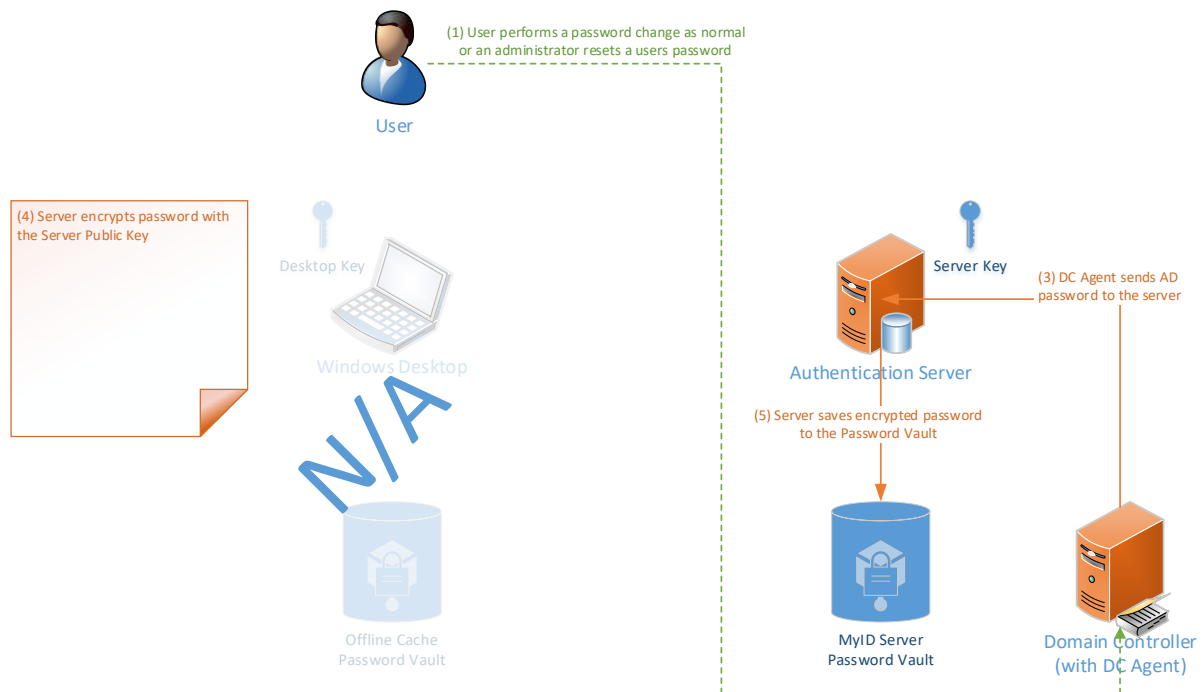 (1) User performs a password change as normal
or an administrator resets a users password
User
(4) Server encrypts password with
the Server Public Key
Desktop Key
Windows Desktop
N/A
Offline Cache
Password Vault
Server Key
(3) DC Agent sends AD
password to the server
Authentication Server
(5) Server saves encrypted password
to the Password Vault
MyID Server
Password Vault
Domain Controller
(with DC Agent)